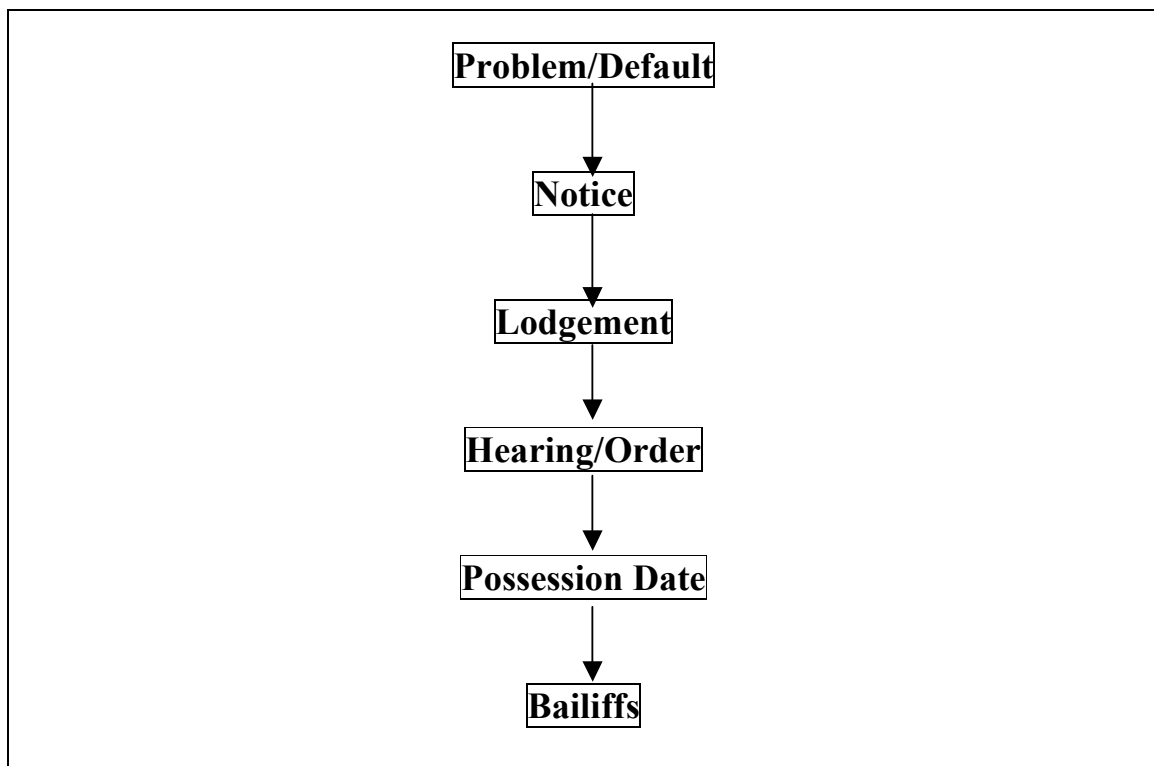 Problem/Default
Notice
Lodgement
Hearing/Order
Possession Date
Bailiffs